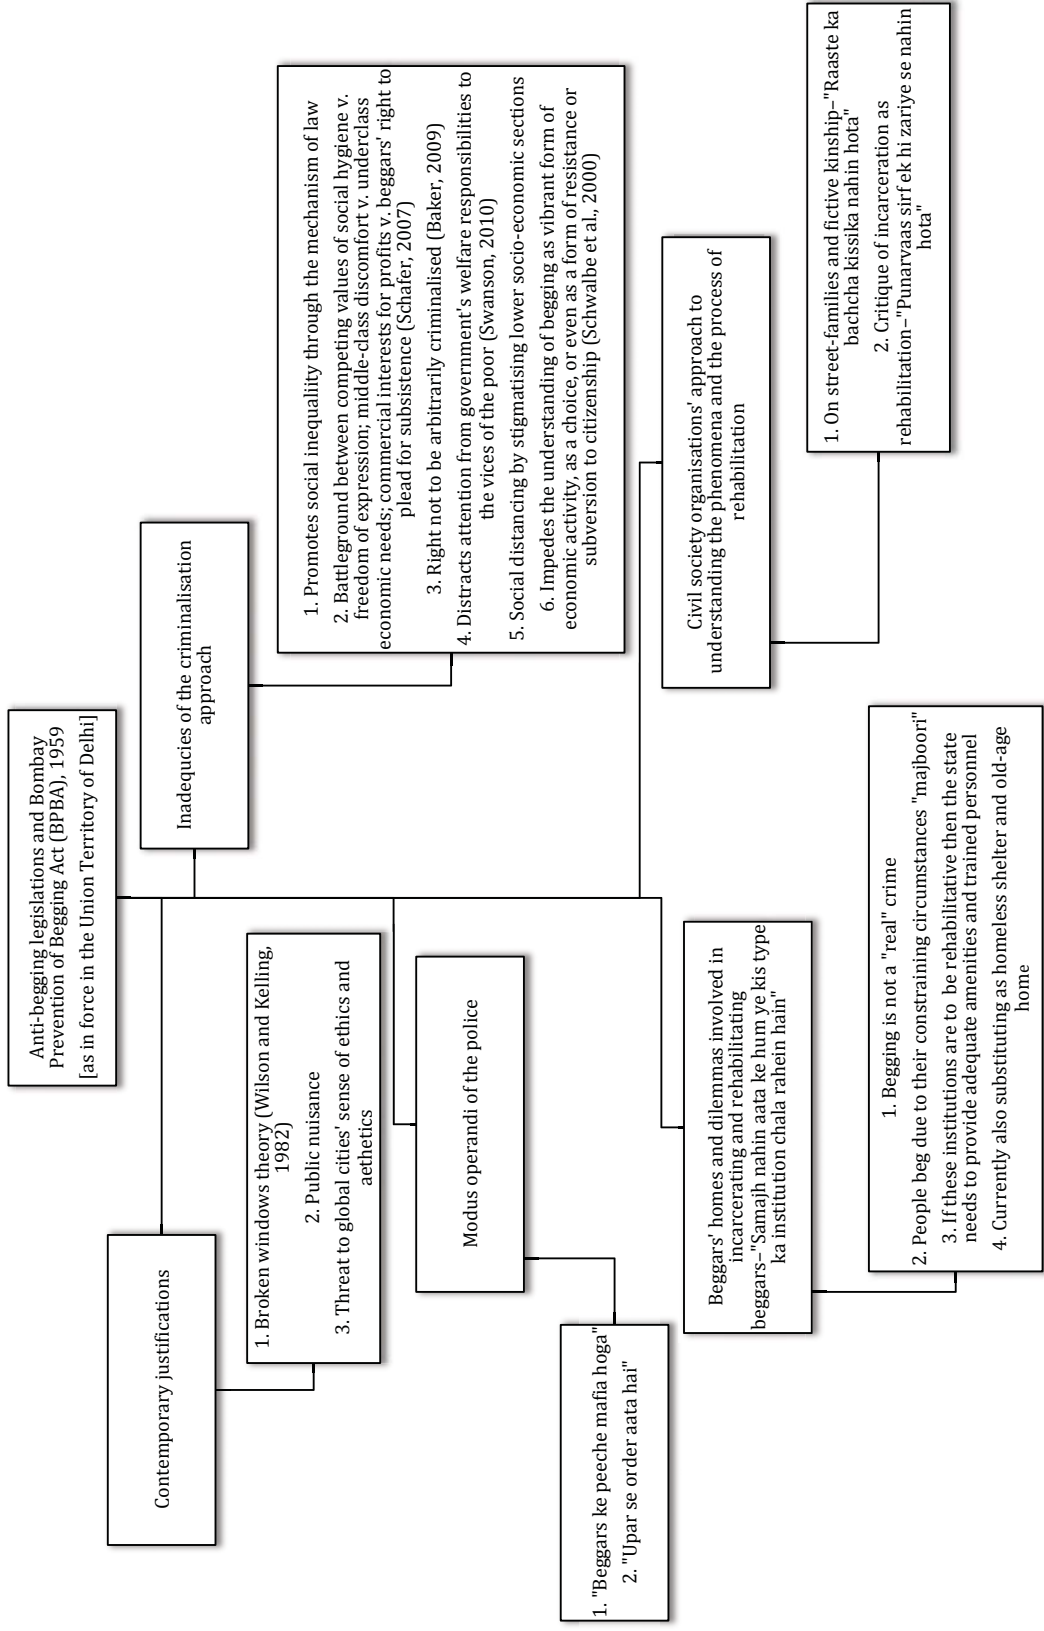 Anti-begging legislations and Bombay
Prevention of Begging Act (BPBA), 1959
[as in force in the Union Territory of Delhi]
Contemporary justifications
1. Broken windows theory (Wilson and Kelling,
1982)
2. Public nuisance
3. Threat to global cities' sense of ethics and
aethetics
Inadequcies of the criminalisation
approach
1. Promotes social inequaliity through the mechanism of law
2. Battleground between competing values of social hygiene v.
freedom of expression; middle-class discomfort v. underclass
economic needs; commercial interests for profits v. beggars' right to
plead for subsistence (Schafer, 2007)
3. Right not to be arbitrarily criminalised (Baker, 2009)
4. Distracts attention from government's welfare responsibilities to
the vices of the poor (Swanson, 2010)
5. Social distancing by stigmatising lower socio-economic sections
6. Impedes the understanding of begging as vibrant form of
economic activity, as a choice, or even as a form of resistance or
subversion to citizenship (Schwalbe et al., 2000)
Modus operandi of the police
1. "Beggars ke peeche mafia hoga"
2. "Upar se order aata hai"
Beggars' homes and dilemmas involved in
incarcerating and rehabilitating
beggars–"Samajh nahin aata ke hum ye kis type
ka institution chala rahein hain"
1. Begging is not a "real" crime
2. People beg due to their constraining circumstances "majboori"
3. If these institutions are to be rehabilitative then the state
needs to provide adequate amenities and trained personnel
4. Currently also substituting as homeless shelter and old-age
home
Civil society organisations' approach to
understanding the phenomena and the process of
rehabilitation
1. On street-families and fictive kinship–"Raaste ka
bachcha kissika nahin hota"
2. Critique of incarceration as
rehabilitation–"Punarvaas sirf ek hi zariye se nahin
hota"